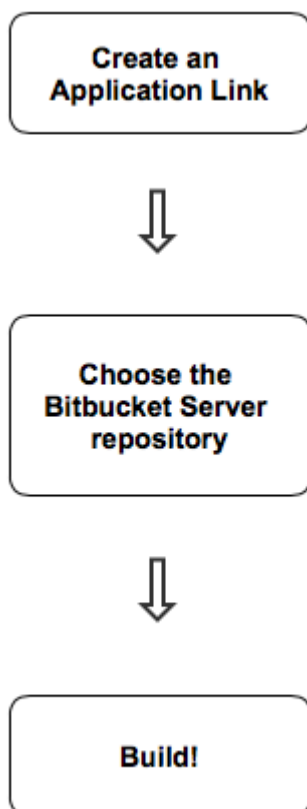 Create an
Application Link
Choose the
Bitbucket Server
repository
Build!